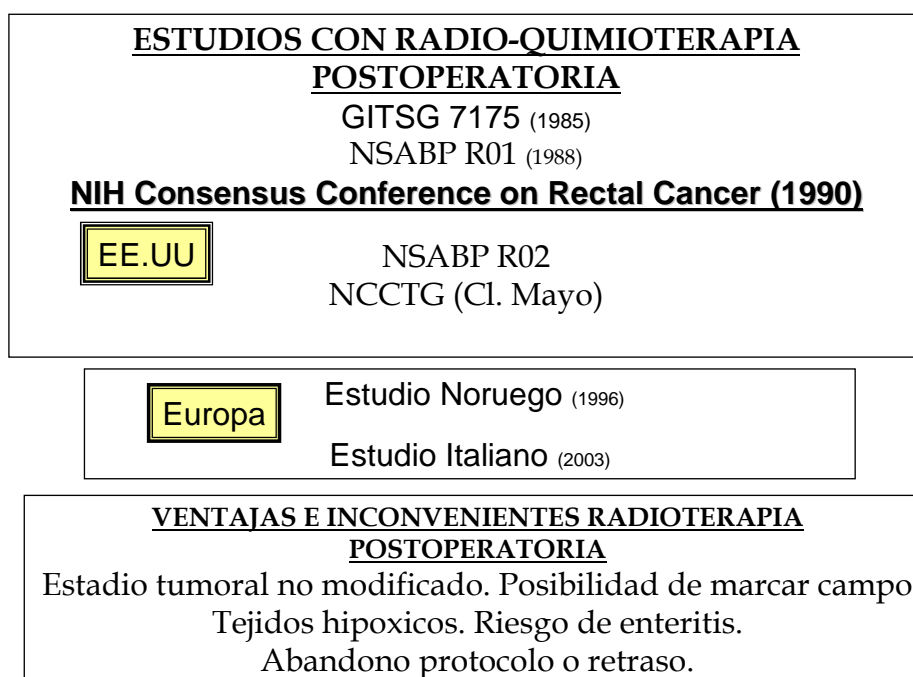 ESTUDIOS CON RADIO-QUIMIOTERAPIA
POSTOPERATORIA
GITSG 7175 (1985)
NSABP R01 (1988)
NIH Consensus Conference on Rectal Cancer (1990)
EE.UU
NSABP R02
NCCTG (Cl. Mayo)
Europa
Estudio Noruego (1996)
Estudio Italiano (2003)
VENTAJAS E INCONVENIENTES RADIOTERAPIA
POSTOPERATORIA
Estadio tumoral no modificado. Posibilidad de marcar campo
Tejidos hipoxicos. Riesgo de enteritis.
Abandono protocolo o retraso.